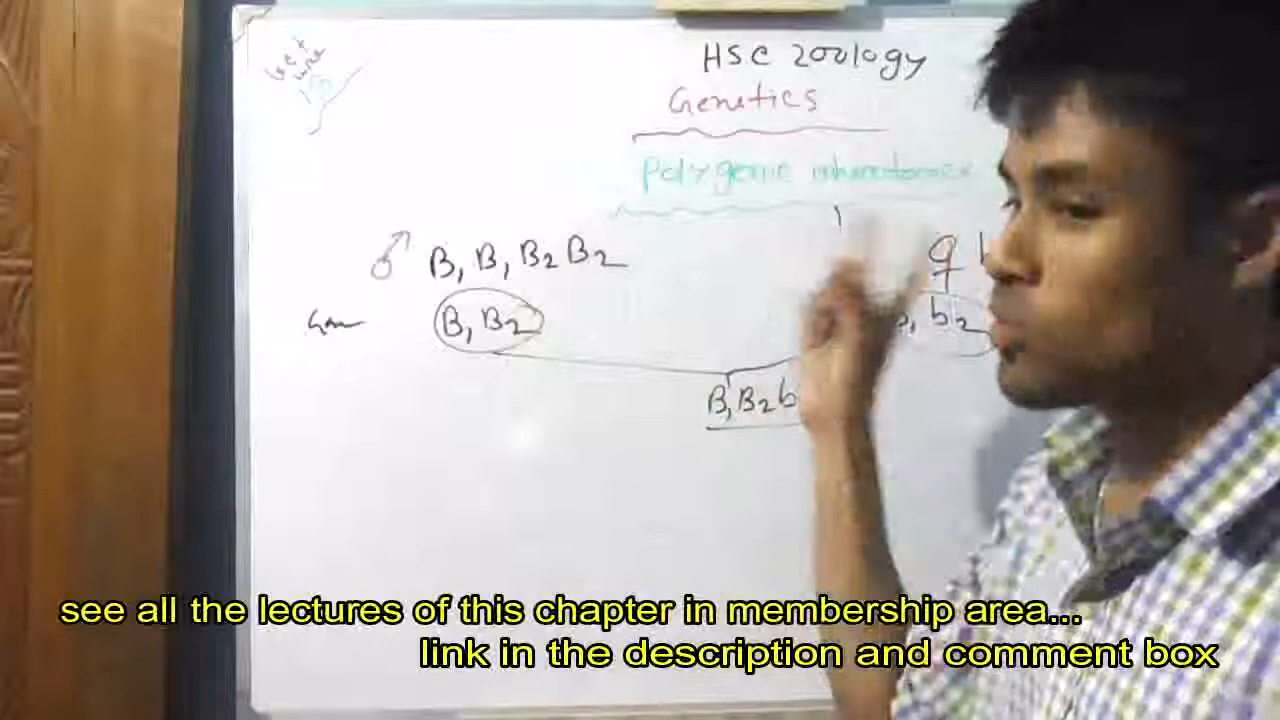 HSC Zoology
Genetics
Polygenic inheritance
♂ B₁ B₁ B₂ B₂
♀ b
B₁ B₂
b₂
B₁ B₂ b
see all the lectures of this chapter in membership area...
link in the description and comment box